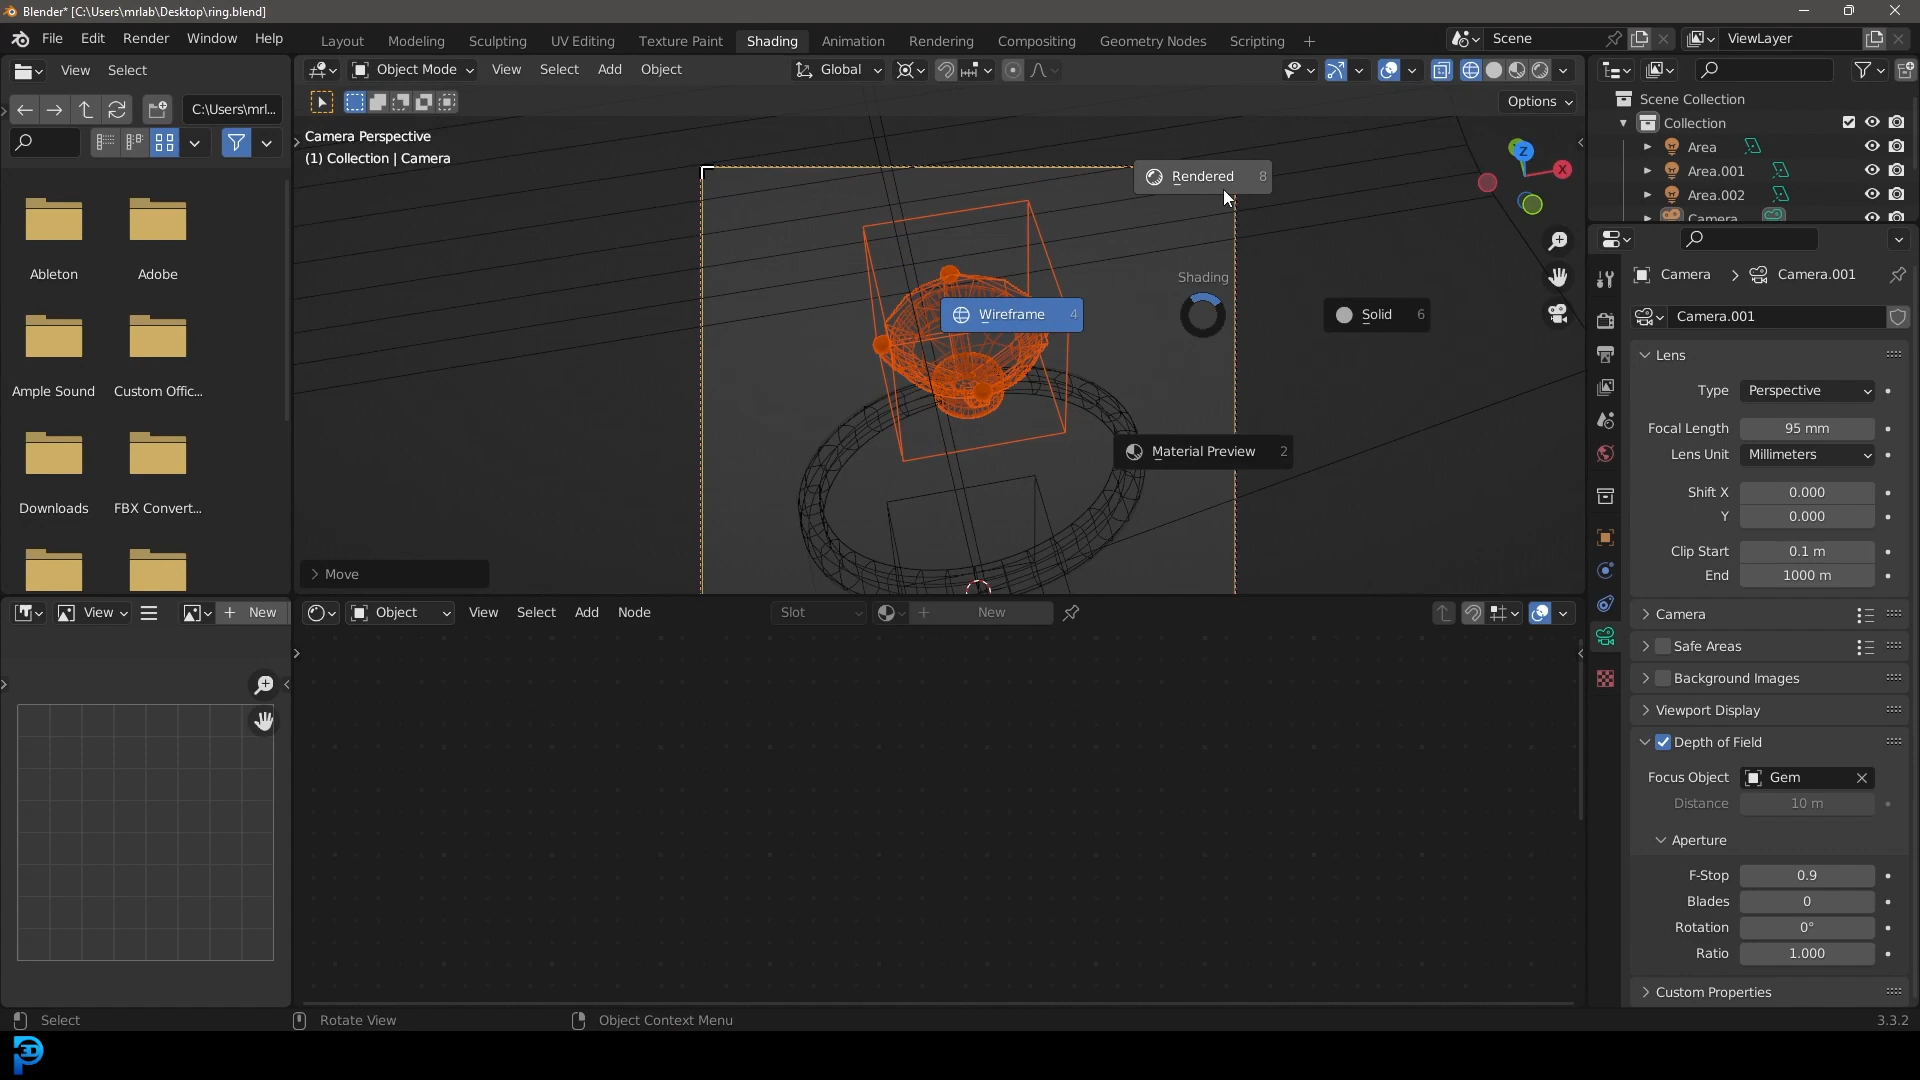 Blender* [C:\Users\mrlab\Desktop\ring.blend]
File Edit Render Window Help
Layout Modeling Sculpting UV Editing Texture Paint Shading Animation Rendering Compositing Geometry Nodes Scripting +
Scene
ViewLayer
View Select
Object Mode View Select Add Object
Global
C:\Users\mrl...
Options
Camera Perspective
(1) Collection | Camera
Rendered 8
Shading
Wireframe 4
Solid 6
Material Preview 2
Z
X
Move
Ableton
Adobe
Ample Sound
Custom Offic...
Downloads
FBX Convert...
View
New
Object View Select Add Node
Slot
New
Scene Collection
Collection
Area
Area.001
Area.002
Camera
Camera > Camera.001
Camera.001
Lens
Type Perspective
Focal Length 95 mm
Lens Unit Millimeters
Shift X 0.000
Y 0.000
Clip Start 0.1 m
End 1000 m
Camera
Safe Areas
Background Images
Viewport Display
Depth of Field
Focus Object Gem
Distance 10 m
Aperture
F-Stop 0.9
Blades 0
Rotation 0°
Ratio 1.000
Custom Properties
Select
Rotate View
Object Context Menu
3.3.2
3D